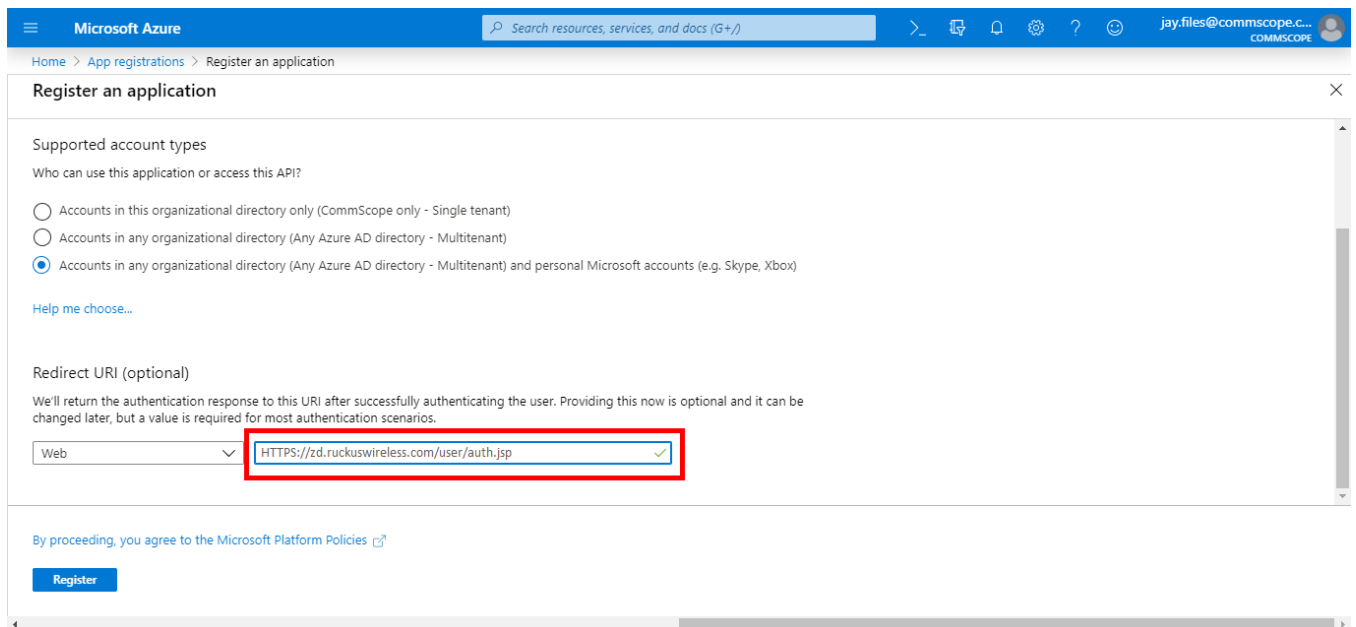 Microsoft Azure
Search resources, services, and docs (G+/)
jay.files@commscope.c...
COMMSCOPE
Home > App registrations > Register an application
Register an application
Supported account types
Who can use this application or access this API?
Accounts in this organizational directory only (CommScope only - Single tenant)
Accounts in any organizational directory (Any Azure AD directory - Multitenant)
Accounts in any organizational directory (Any Azure AD directory - Multitenant) and personal Microsoft accounts (e.g. Skype, Xbox)
Help me choose...
Redirect URI (optional)
We'll return the authentication response to this URI after successfully authenticating the user. Providing this now is optional and it can be
changed later, but a value is required for most authentication scenarios.
Web
HTTPS://zd.ruckuswireless.com/user/auth.jsp
By proceeding, you agree to the Microsoft Platform Policies
Register